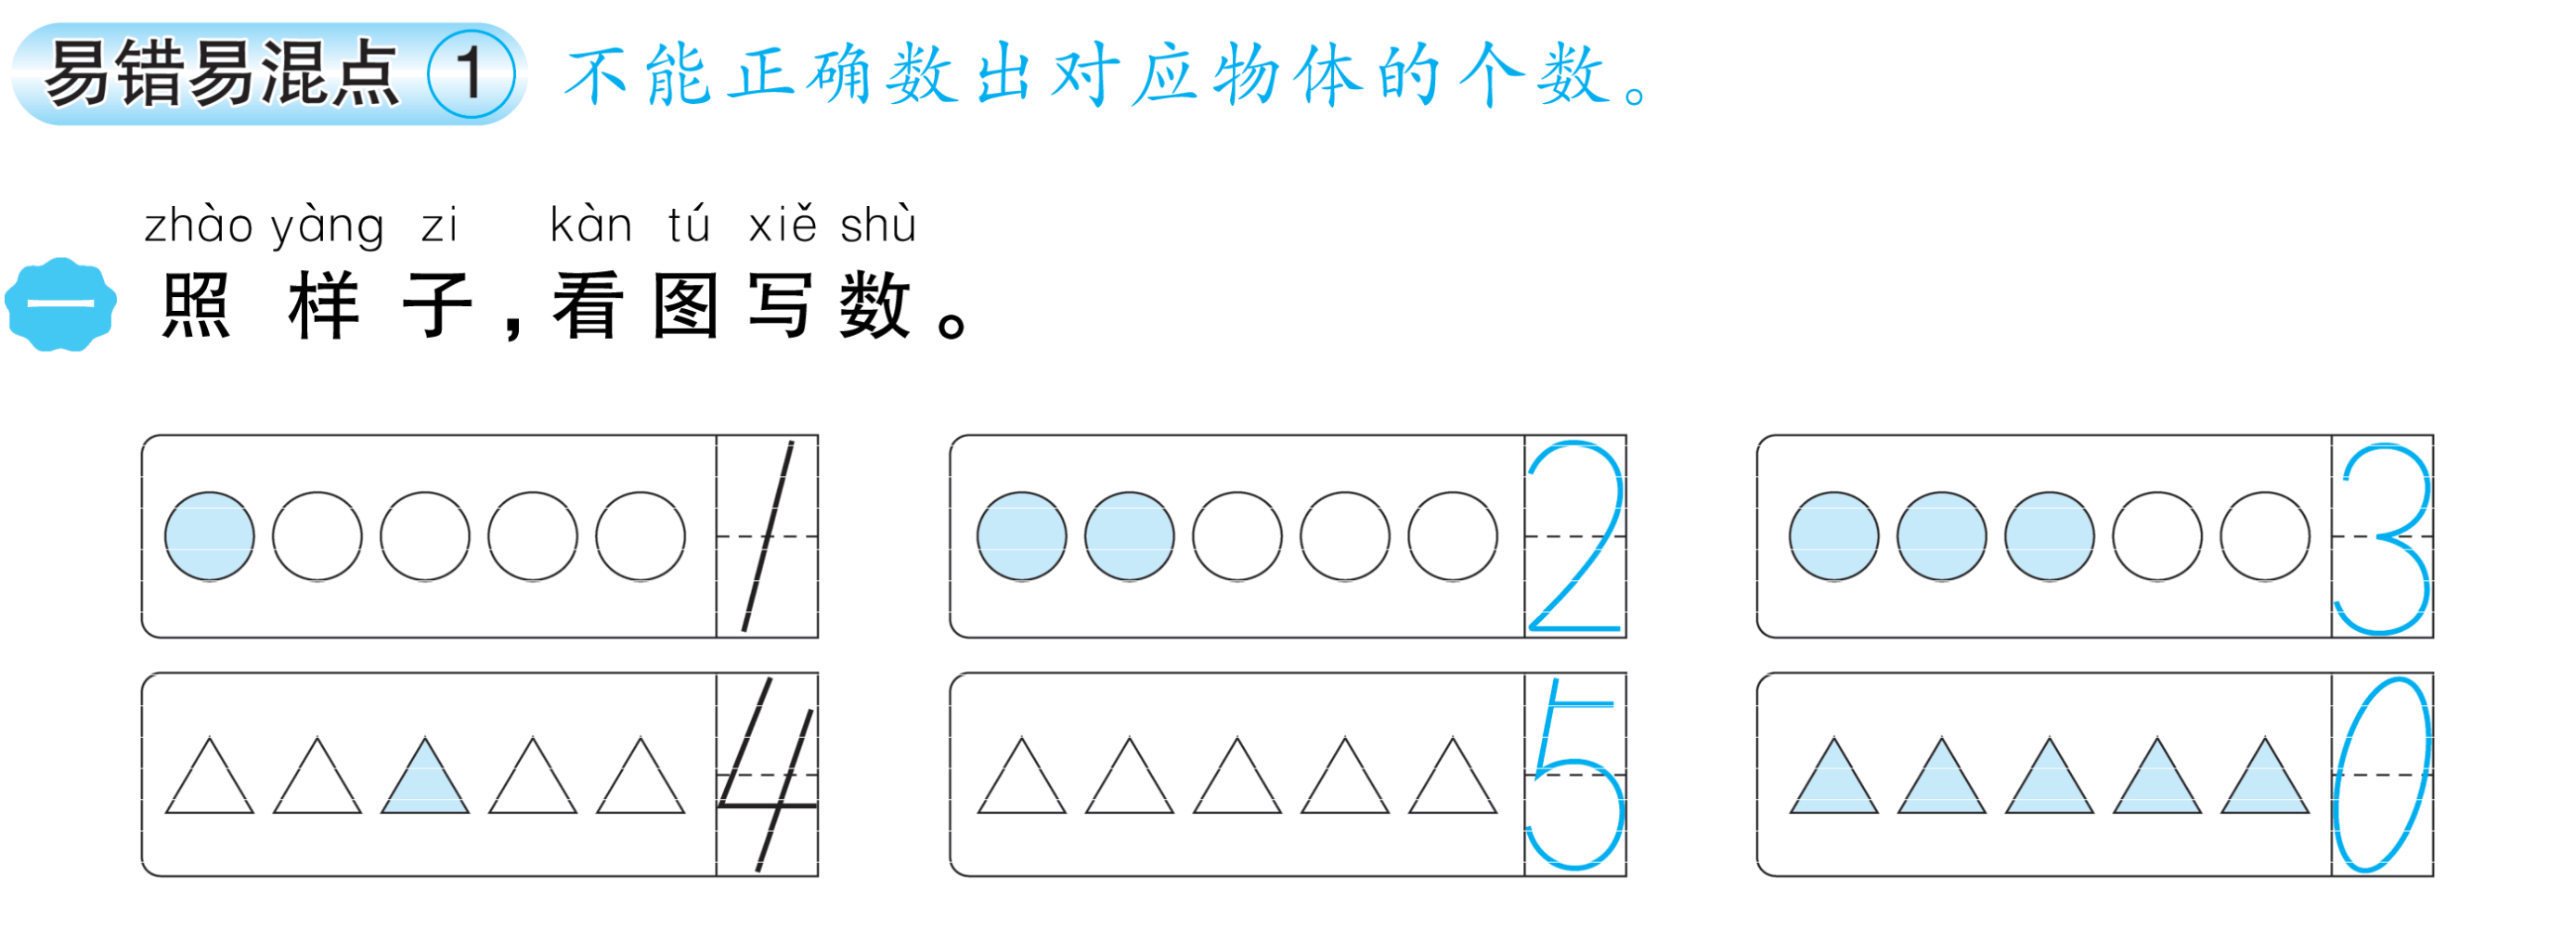 易错易混点 ① 不能正确数出对应物体的个数。
zhào yàng zi kàn tú xiě shù
一 照样子,看图写数。
1 2 3
4 5 0